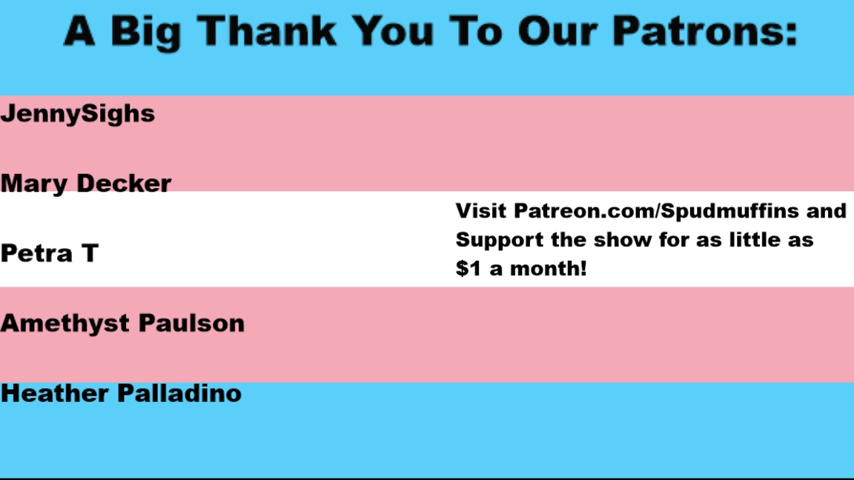 A Big Thank You To Our Patrons:
JennySighs
Mary Decker
Petra T
Amethyst Paulson
Heather Palladino
Visit Patreon.com/Spudmuffins and
Support the show for as little as
$1 a month!